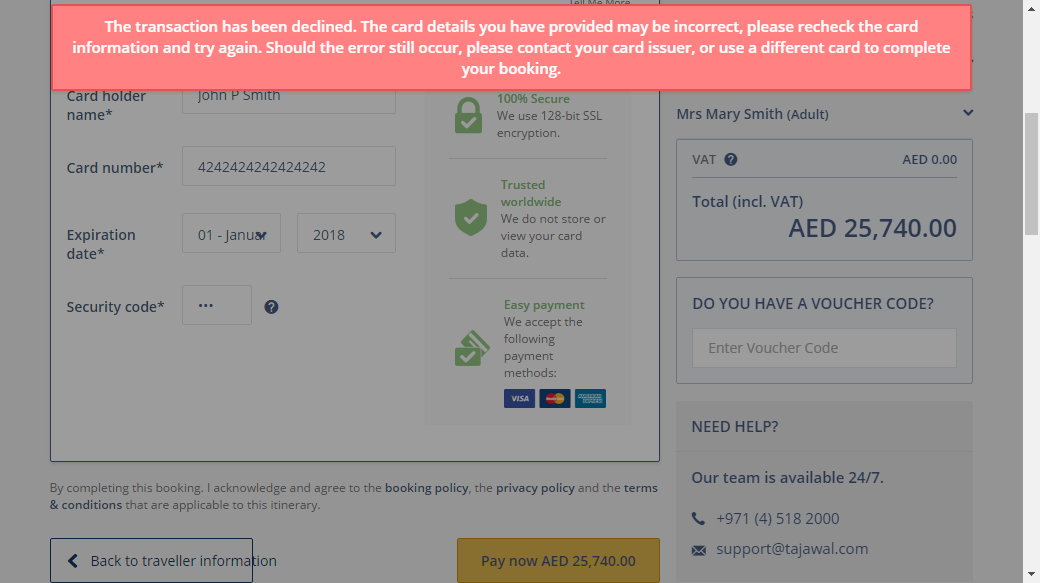 Tell Me More
The transaction has been declined. The card details you have provided may be incorrect, please recheck the card
information and try again. Should the error still occur, please contact your card issuer, or use a different card to complete
your booking.
Card holder
name*
John P Smith
Card number*
4242424242424242
Expiration
date*
01 - Januar
2018
Security code*
•••
?
100% Secure
We use 128-bit SSL
encryption.
Trusted
worldwide
We do not store or
view your card
data.
Easy payment
We accept the
following
payment
methods:
VISA
By completing this booking. I acknowledge and agree to the booking policy, the privacy policy and the terms
& conditions that are applicable to this itinerary.
Back to traveller information
Pay now AED 25,740.00
Mrs Mary Smith (Adult)
VAT ? AED 0.00
Total (incl. VAT)
AED 25,740.00
DO YOU HAVE A VOUCHER CODE?
Enter Voucher Code
NEED HELP?
Our team is available 24/7.
+971 (4) 518 2000
support@tajawal.com